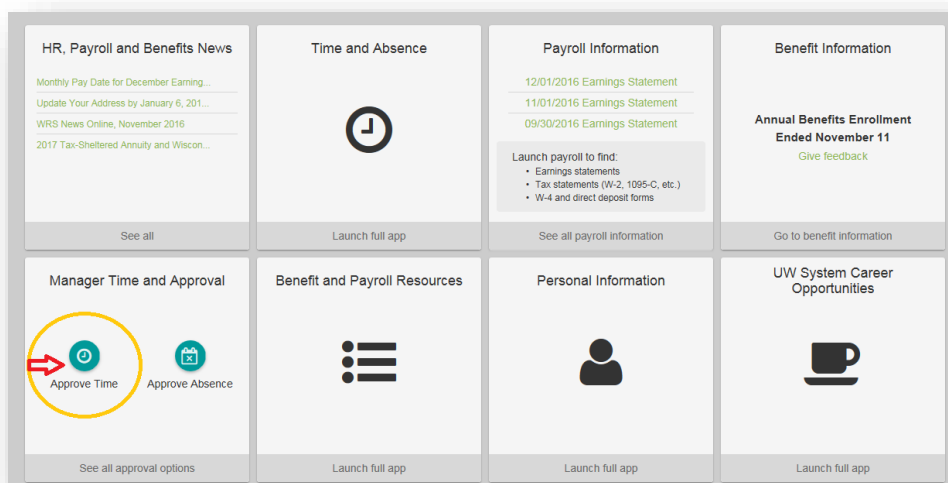 HR, Payroll and Benefits News
Monthly Pay Date for December Earning...
Update Your Address by January 6, 201...
WRS News Online, November 2016
2017 Tax-Sheltered Annuity and Wiscon...
See all
Time and Absence
Launch full app
Payroll Information
12/01/2016 Earnings Statement
11/01/2016 Earnings Statement
09/30/2016 Earnings Statement
Launch payroll to find:
• Earnings statements
• Tax statements (W-2, 1095-C, etc.)
• W-4 and direct deposit forms
See all payroll information
Benefit Information
Annual Benefits Enrollment
Ended November 11
Give feedback
Go to benefit information
Manager Time and Approval
Approve Time
Approve Absence
See all approval options
Benefit and Payroll Resources
Launch full app
Personal Information
Launch full app
UW System Career
Opportunities
Launch full app